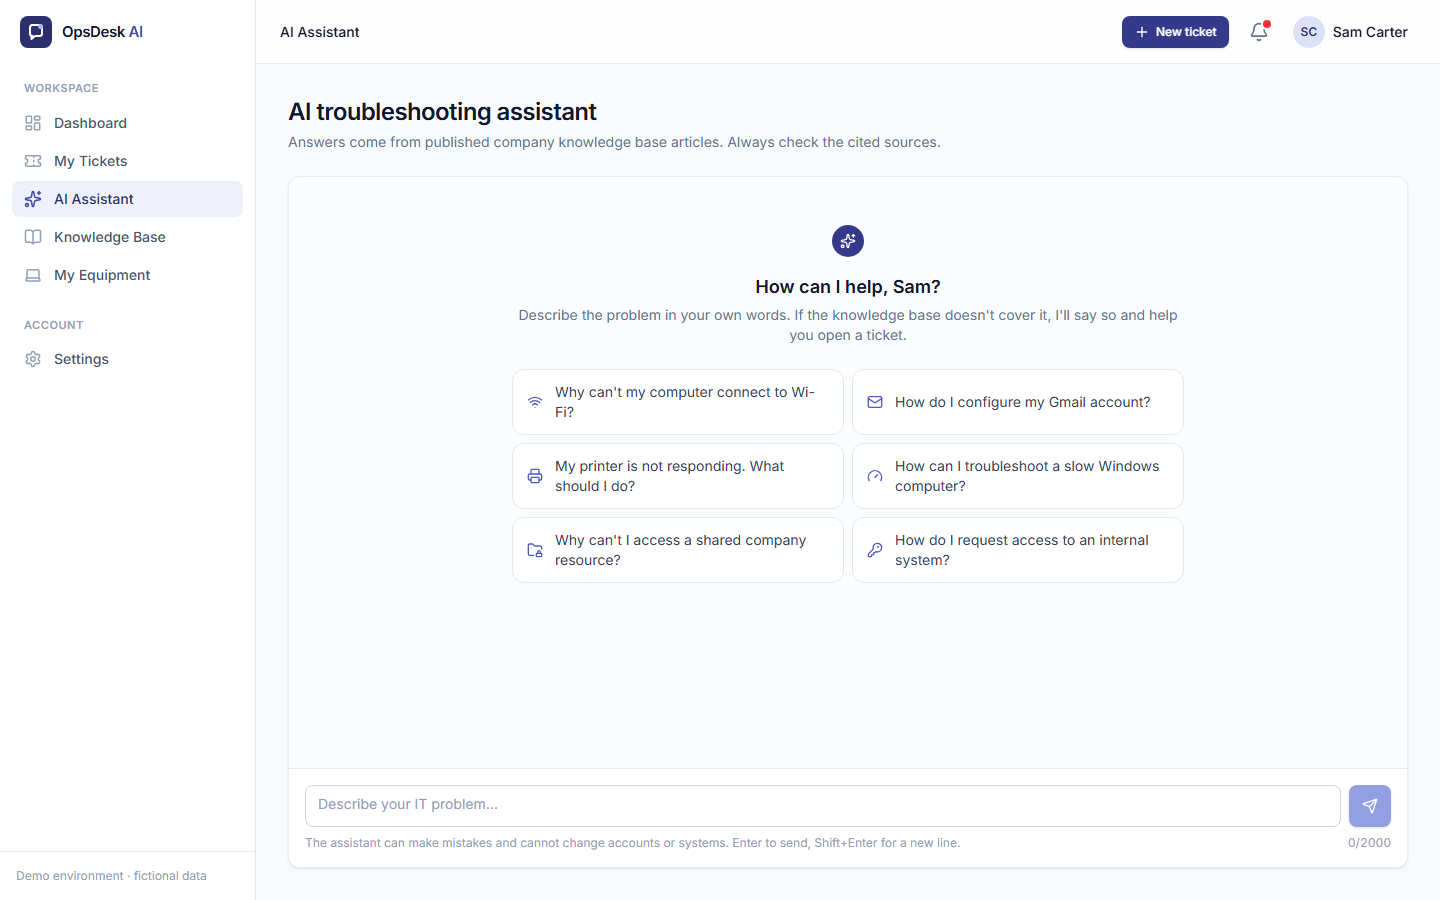 OpsDesk AI
AI Assistant
New ticket
SC
Sam Carter
WORKSPACE
Dashboard
My Tickets
AI Assistant
Knowledge Base
My Equipment
ACCOUNT
Settings
Demo environment · fictional data
AI troubleshooting assistant
Answers come from published company knowledge base articles. Always check the cited sources.
How can I help, Sam?
Describe the problem in your own words. If the knowledge base doesn't cover it, I'll say so and help
you open a ticket.
Why can't my computer connect to Wi-
Fi?
How do I configure my Gmail account?
My printer is not responding. What
should I do?
How can I troubleshoot a slow Windows
computer?
Why can't I access a shared company
resource?
How do I request access to an internal
system?
Describe your IT problem...
The assistant can make mistakes and cannot change accounts or systems. Enter to send, Shift+Enter for a new line.
0/2000